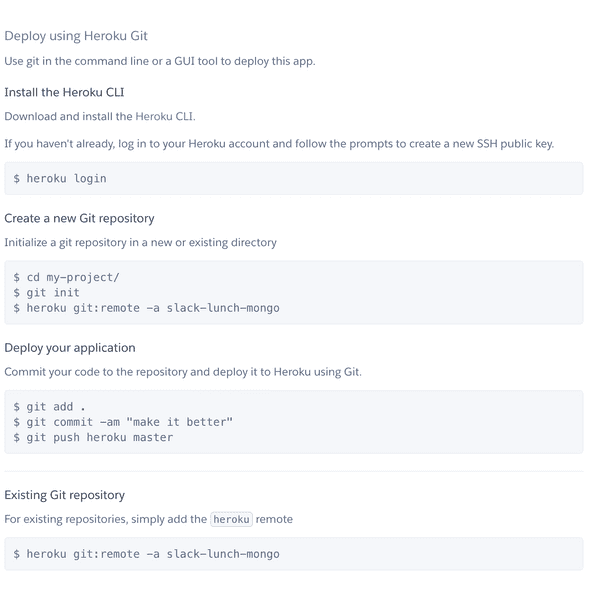 Deploy using Heroku Git
Use git in the command line or a GUI tool to deploy this app.
Install the Heroku CLI
Download and install the Heroku CLI.
If you haven't already, log in to your Heroku account and follow the prompts to create a new SSH public key.
$ heroku login
Create a new Git repository
Initialize a git repository in a new or existing directory
$ cd my-project/
$ git init
$ heroku git:remote -a slack-lunch-mongo
Deploy your application
Commit your code to the repository and deploy it to Heroku using Git.
$ git add .
$ git commit -am "make it better"
$ git push heroku master
Existing Git repository
For existing repositories, simply add the heroku remote
$ heroku git:remote -a slack-lunch-mongo